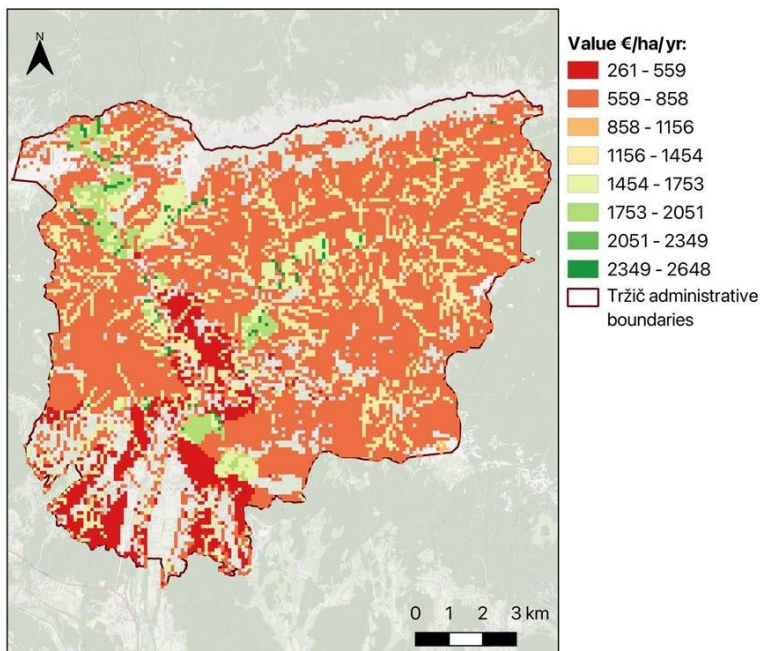 N
Value €/ha/yr:
261 - 559
559 - 858
858 - 1156
1156 - 1454
1454 - 1753
1753 - 2051
2051 - 2349
2349 - 2648
Tržič administrative
boundaries
0 1 2 3 km